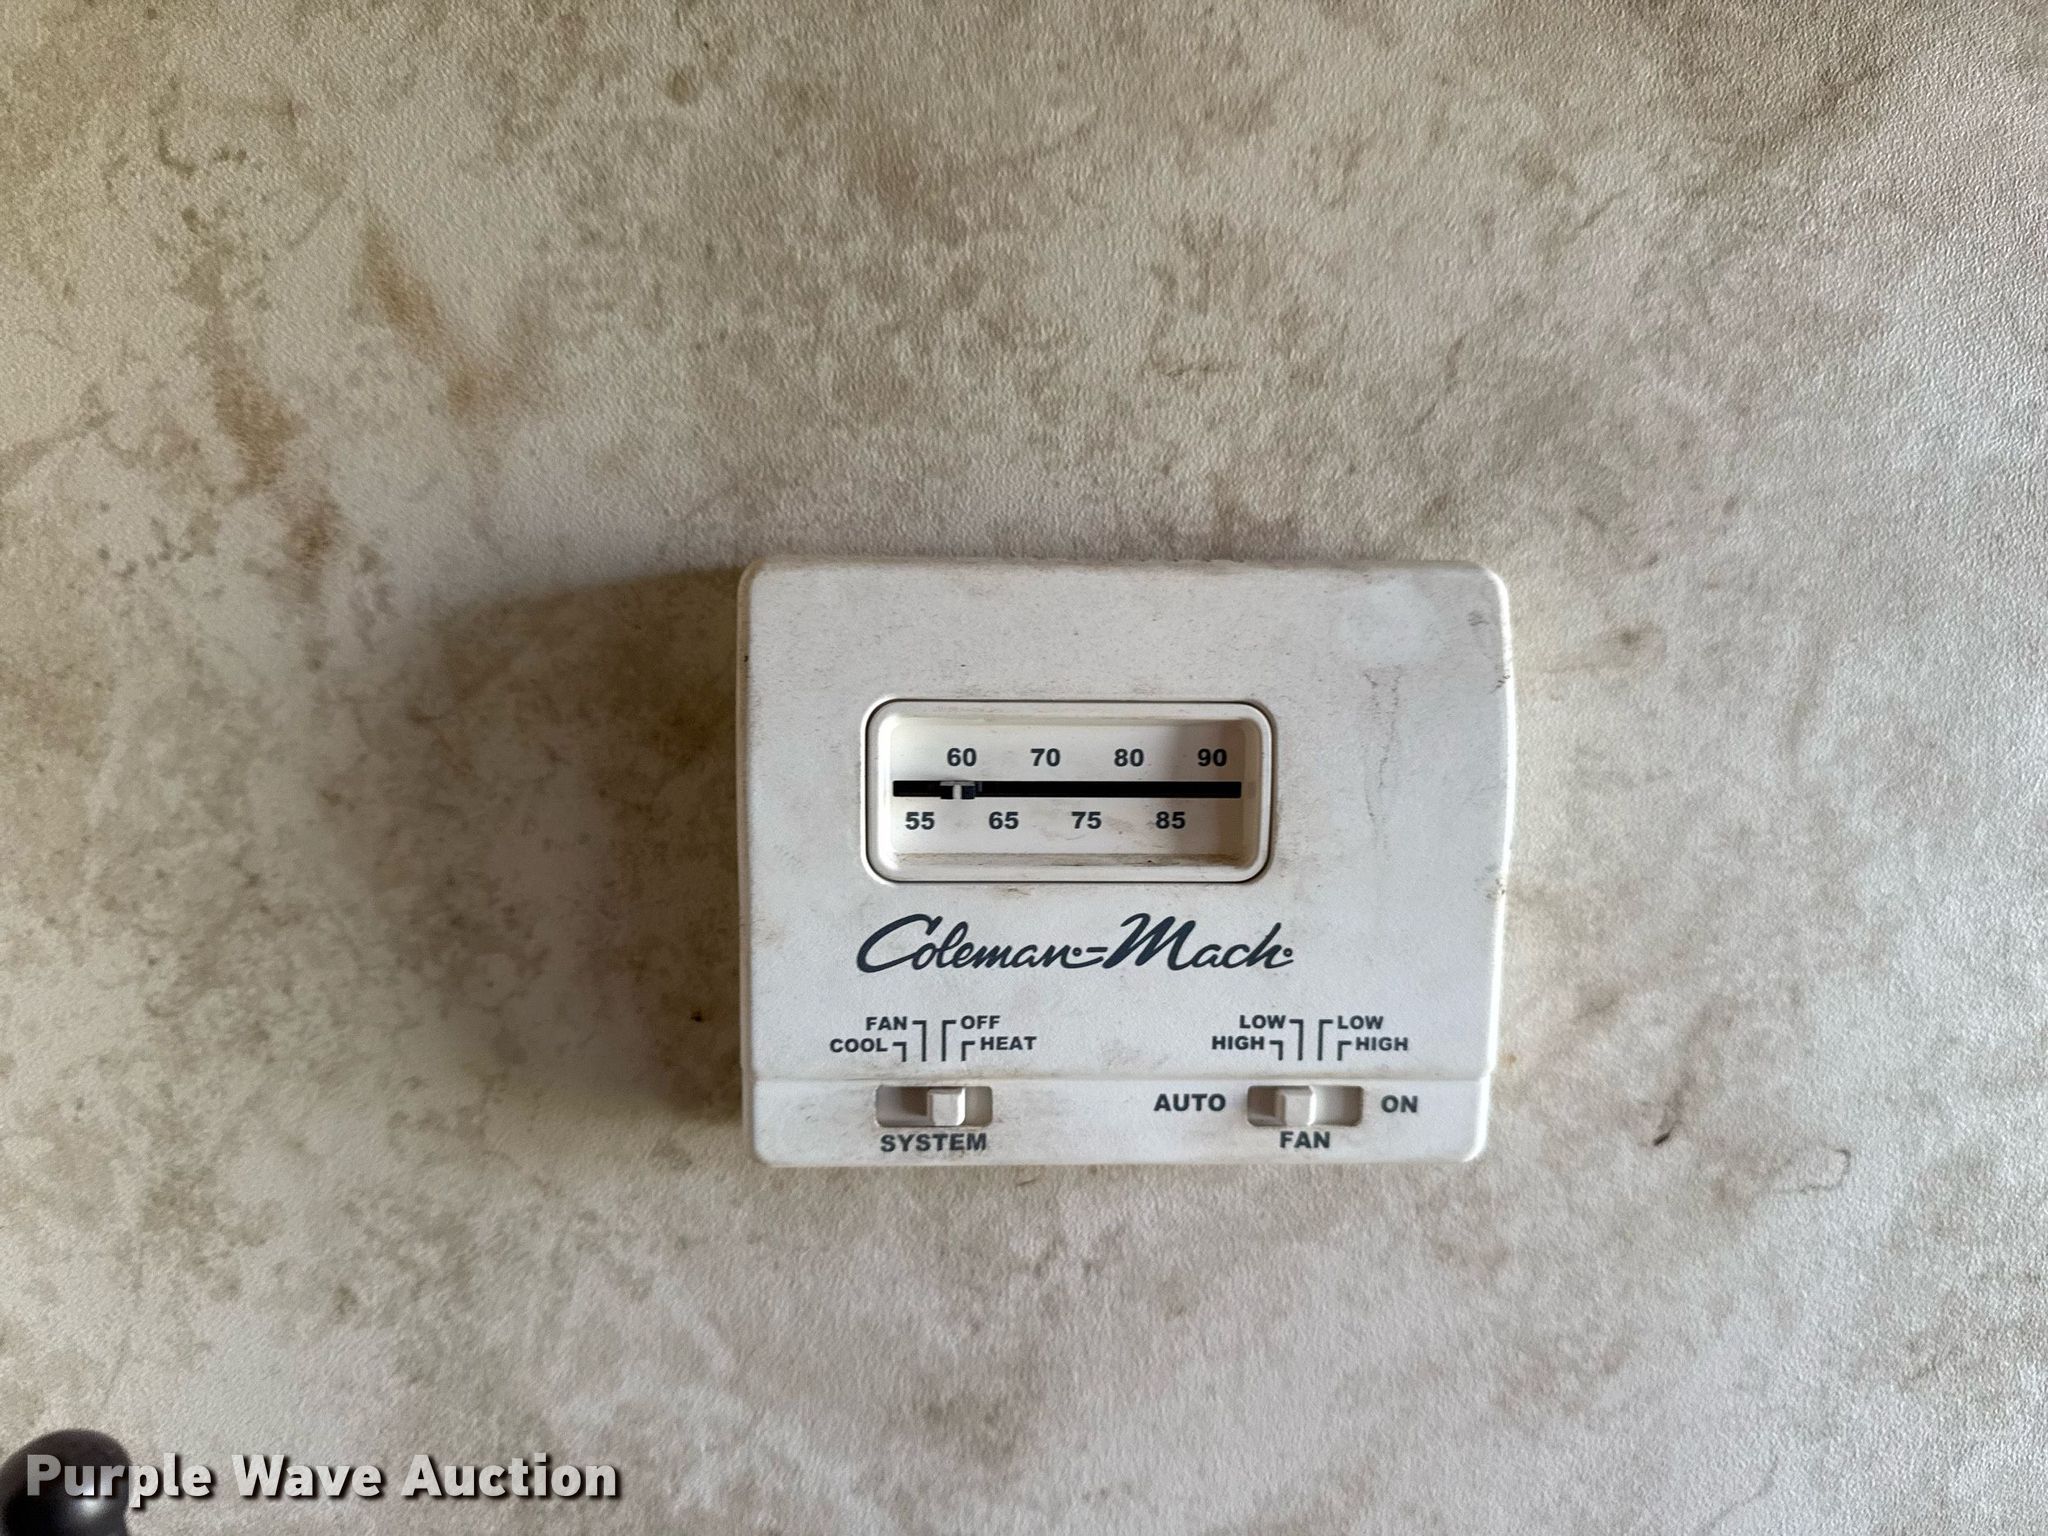 60 70 80 90
55 65 75 85
Coleman-Mach
FAN OFF
COOL HEAT
LOW LOW
HIGH HIGH
AUTO ON
SYSTEM
FAN
Purple Wave Auction